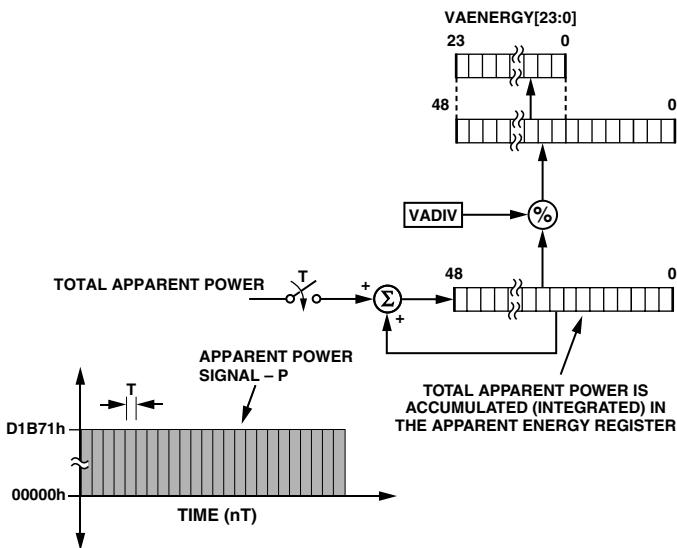 VAENERGY[23:0]
23 0
48 0
VADIV
%
48 0
TOTAL APPARENT POWER
T
+
Σ
+
APPARENT POWER
SIGNAL – P
T
TOTAL APPARENT POWER IS
ACCUMULATED (INTEGRATED) IN
THE APPARENT ENERGY REGISTER
D1B71h
00000h
TIME (nT)